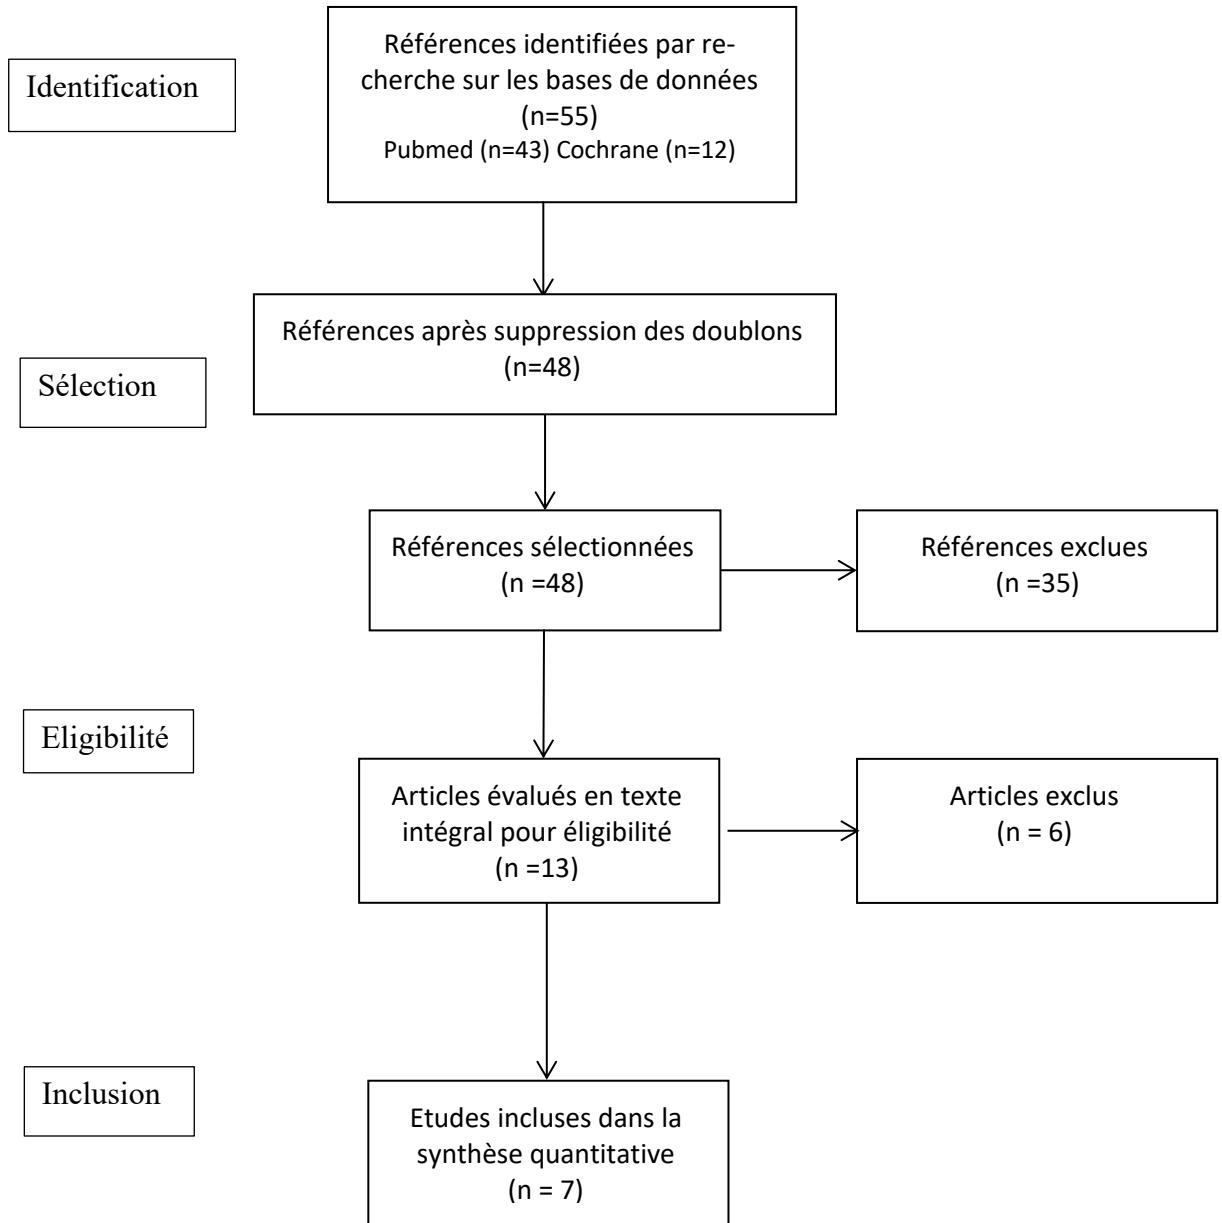 Identification
Références identifiées par re-
cherche sur les bases de données
(n=55)
Pubmed (n=43) Cochrane (n=12)
Sélection
Références après suppression des doublons
(n=48)
Références sélectionnées
(n =48)
Références exclues
(n =35)
Eligibilité
Articles évalués en texte
intégral pour éligibilité
(n =13)
Articles exclus
(n = 6)
Inclusion
Etudes incluses dans la
synthèse quantitative
(n = 7)